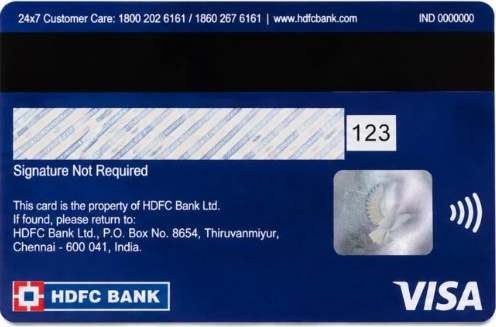 24x7 Customer Care: 1800 202 6161 / 1860 267 6161 | www.hdfcbank.com IND 0000000
123
Signature Not Required
This card is the property of HDFC Bank Ltd.
If found, please return to:
HDFC Bank Ltd., P.O. Box No. 8654, Thiruvanmiyur,
Chennai - 600 041, India.
HDFC BANK VISA